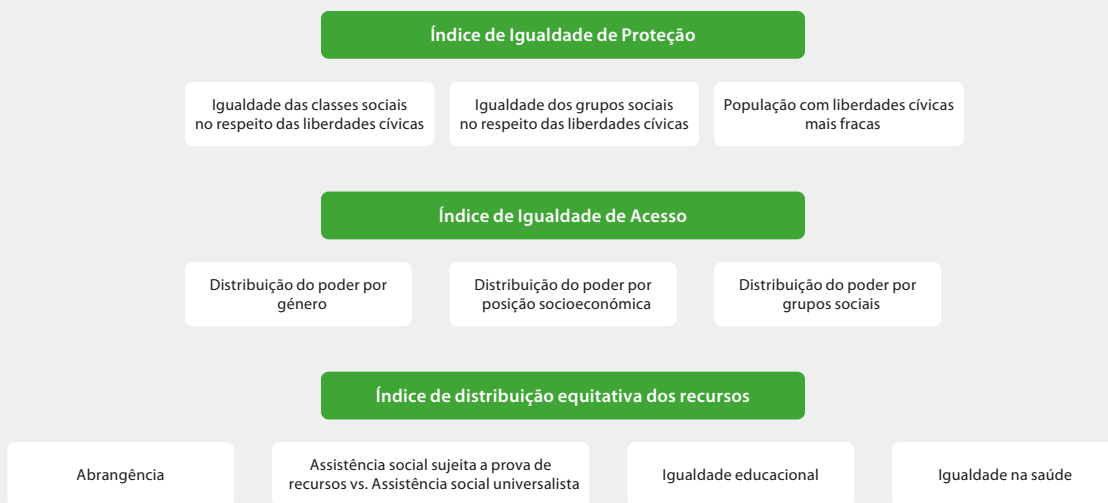 Índice de Igualdade de Proteção
Igualdade das classes sociais
no respeito das liberdades cívicas
Igualdade dos grupos sociais
no respeito das liberdades cívicas
População com liberdades cívicas
mais fracas
Índice de Igualdade de Acesso
Distribuição do poder por
género
Distribuição do poder por
posição socioeconómica
Distribuição do poder por
grupos sociais
Índice de distribuição equitativa dos recursos
Abrangência
Assistência social sujeita a prova de
recursos vs. Assistência social universalista
Igualdade educacional
Igualdade na saúde